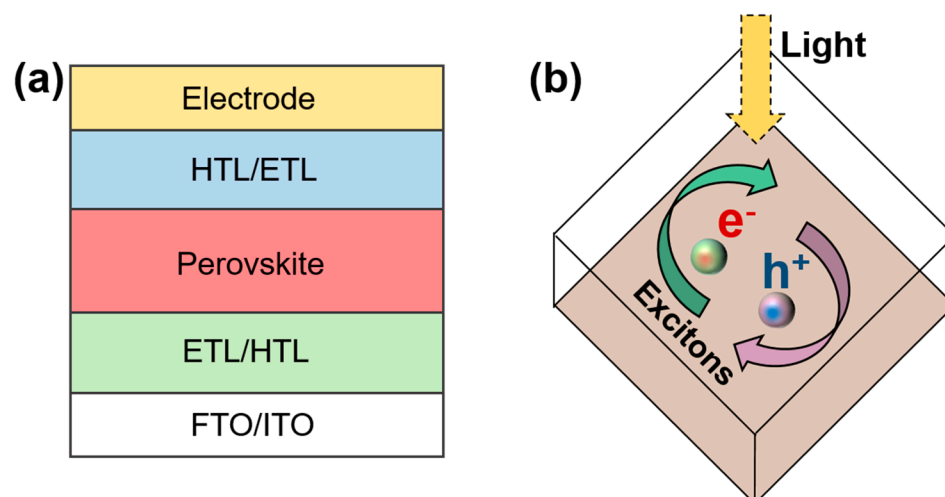 (a)
Electrode
HTL/ETL
Perovskite
ETL/HTL
FTO/ITO
(b)
Light
e⁻
h⁺
Excitons